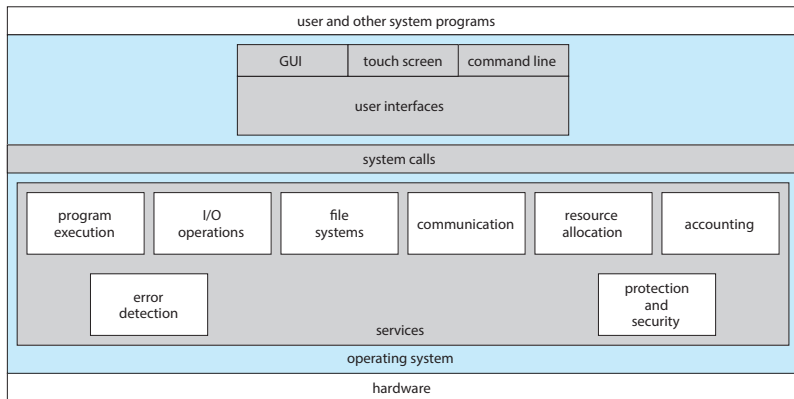 user and other system programs
GUI
touch screen
command line
user interfaces
system calls
program
execution
I/O
operations
file
systems
communication
resource
allocation
accounting
error
detection
protection
and
security
services
operating system
hardware